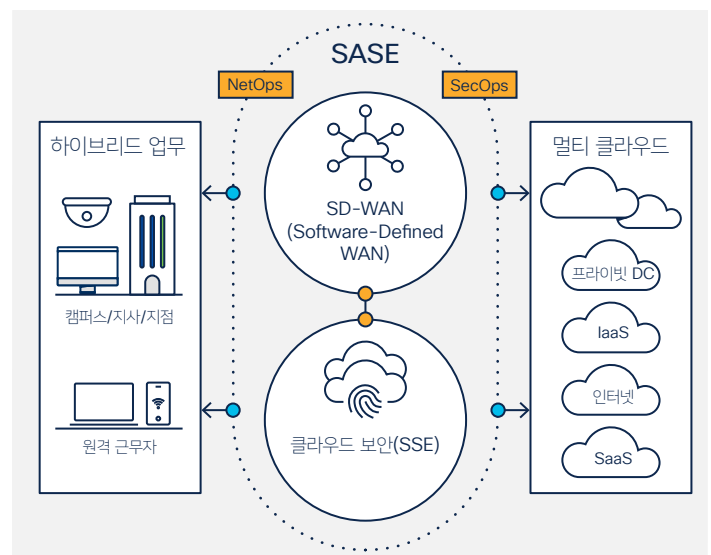 SASE
NetOps
SecOps
하이브리드 업무
캠퍼스/지사/지점
원격 근무자
SD-WAN
(Software-Defined
WAN)
클라우드 보안(SSE)
멀티 클라우드
프라이빗 DC
IaaS
인터넷
SaaS